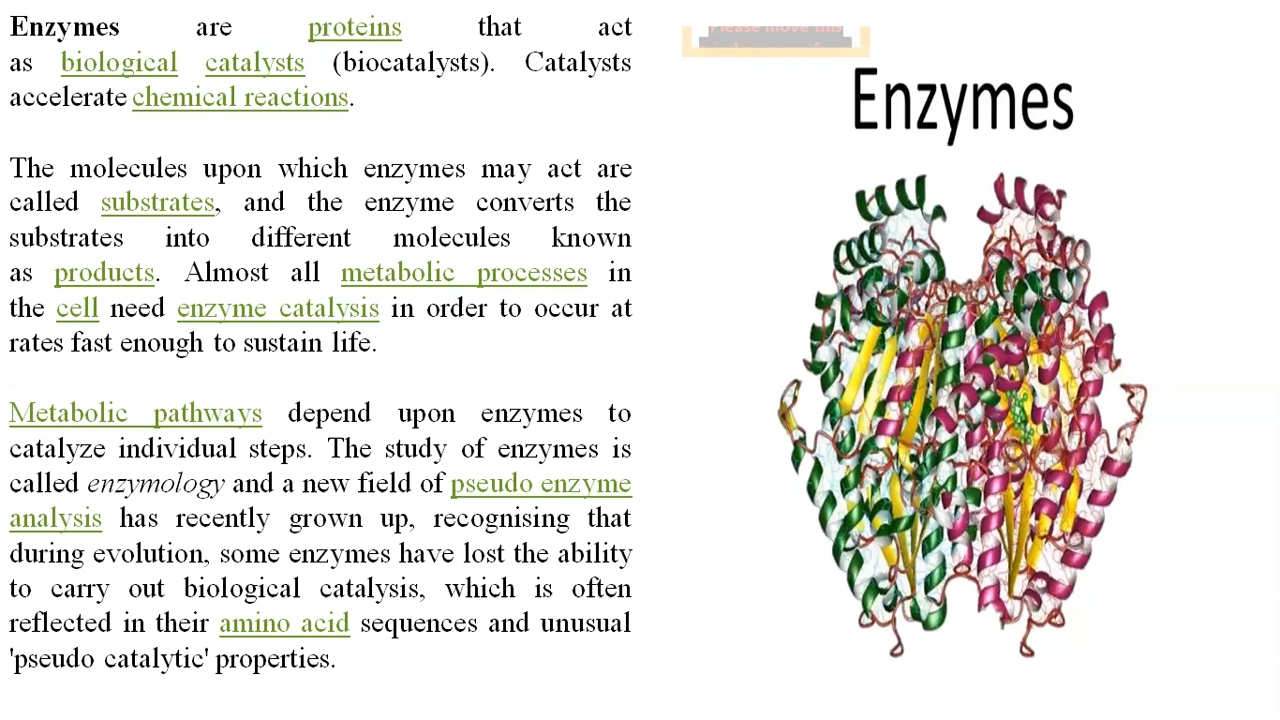 Enzymes are proteins that act
as biological catalysts (biocatalysts). Catalysts
accelerate chemical reactions.
The molecules upon which enzymes may act are
called substrates, and the enzyme converts the
substrates into different molecules known
as products. Almost all metabolic processes in
the cell need enzyme catalysis in order to occur at
rates fast enough to sustain life.
Metabolic pathways depend upon enzymes to
catalyze individual steps. The study of enzymes is
called enzymology and a new field of pseudo enzyme
analysis has recently grown up, recognising that
during evolution, some enzymes have lost the ability
to carry out biological catalysis, which is often
reflected in their amino acid sequences and unusual
'pseudo catalytic' properties.
Please move this
Enzymes